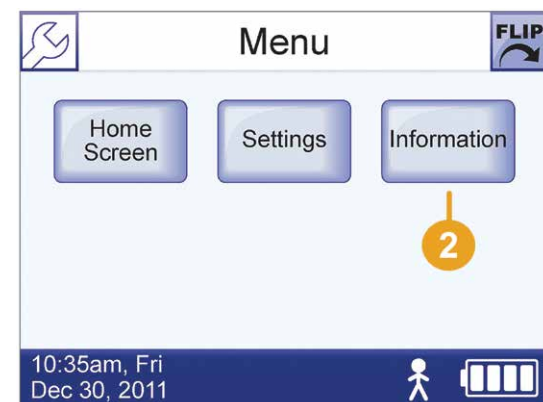 Menu
FLIP
Home
Screen
Settings
Information
2
10:35am, Fri
Dec 30, 2011